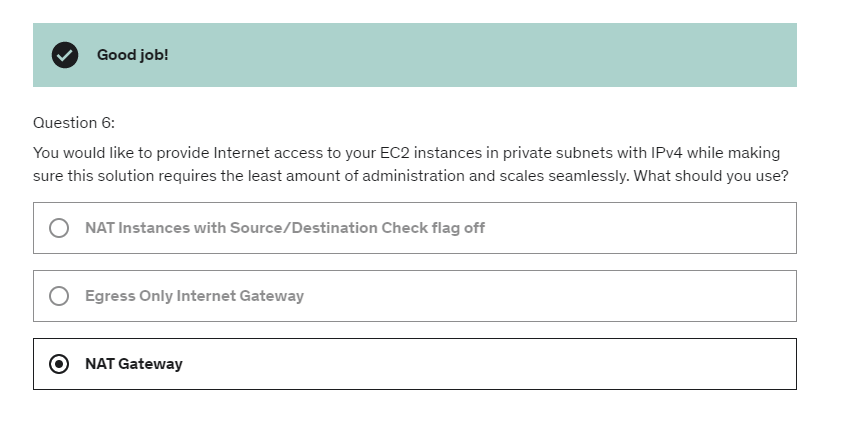 Good job!
Question 6:
You would like to provide Internet access to your EC2 instances in private subnets with IPv4 while making
sure this solution requires the least amount of administration and scales seamlessly. What should you use?
NAT Instances with Source/Destination Check flag off
Egress Only Internet Gateway
NAT Gateway